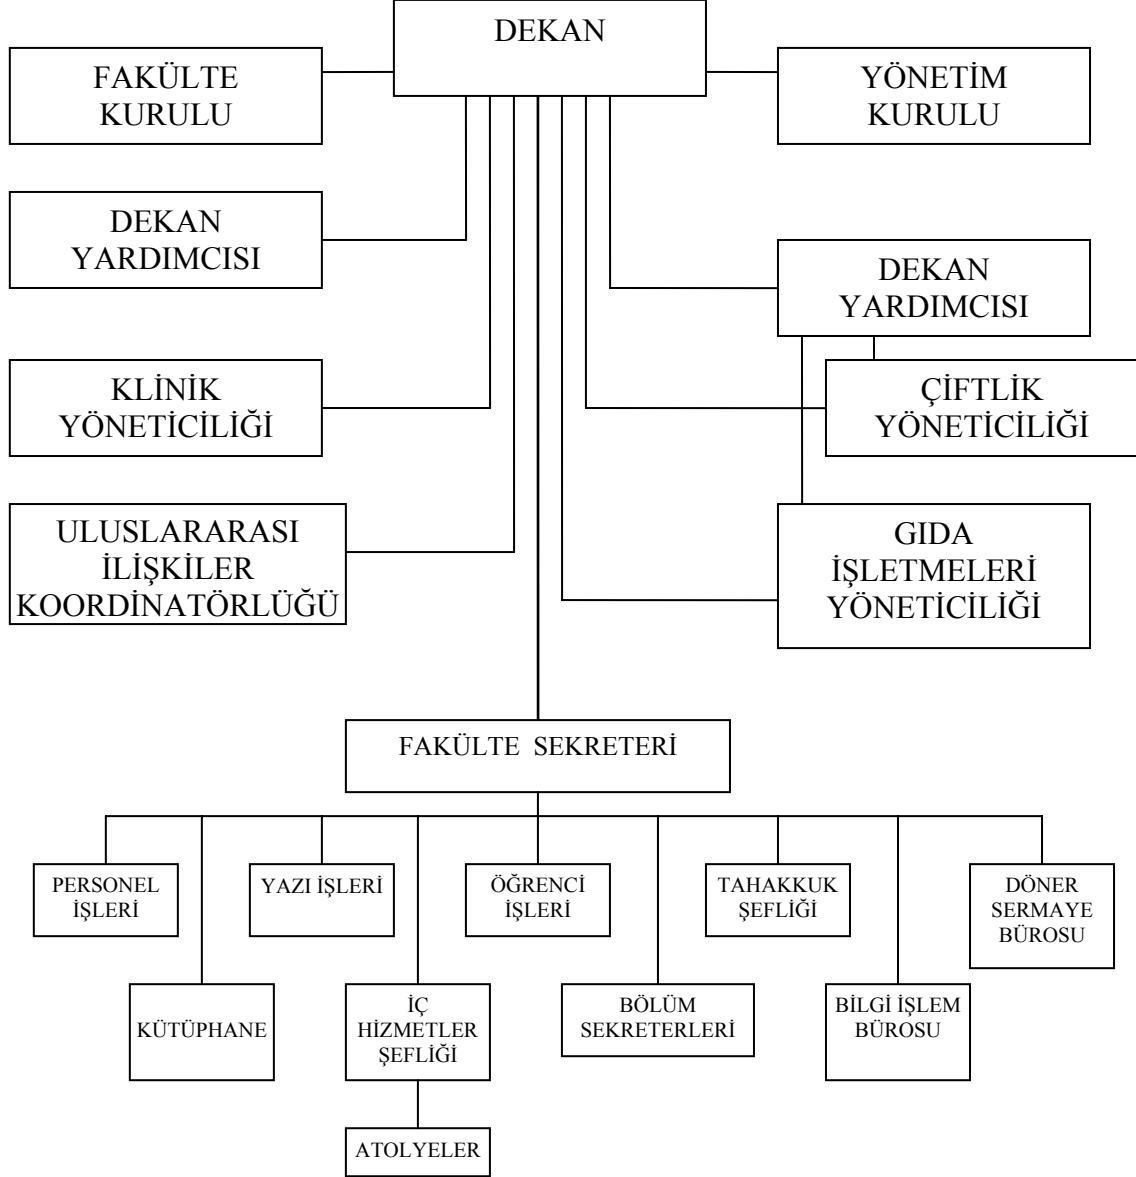 DEKAN
FAKÜLTE
KURULU
YÖNETİM
KURULU
DEKAN
YARDIMCISI
DEKAN
YARDIMCISI
KLİNİK
YÖNETİCİLİĞİ
ÇİFTLİK
YÖNETİCİLİĞİ
ULUSLARARASI
İLİŞKİLER
KOORDİNATÖRLÜĞÜ
GIDA
İŞLETMELERİ
YÖNETİCİLİĞİ
FAKÜLTE SEKRETERİ
PERSONEL
İŞLERİ
YAZI İŞLERİ
ÖĞRENCİ
İŞLERİ
TAHAKKUK
ŞEFLİĞİ
DÖNER
SERMAYE
BÜROSU
KÜTÜPHANE
İÇ
HİZMETLER
ŞEFLİĞİ
BÖLÜM
SEKRETERLERİ
BİLGİ İŞLEM
BÜROSU
ATOLYELER